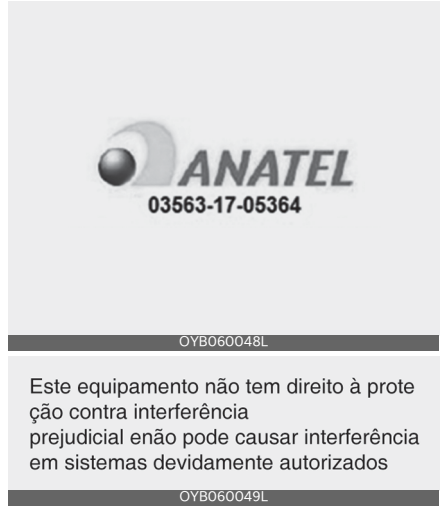 ANATEL
03563-17-05364
OYB060048L
Este equipamento não tem direito à prote
ção contra interferência
prejudicial enão pode causar interferência
em sistemas devidamente autorizados
OYB060049L